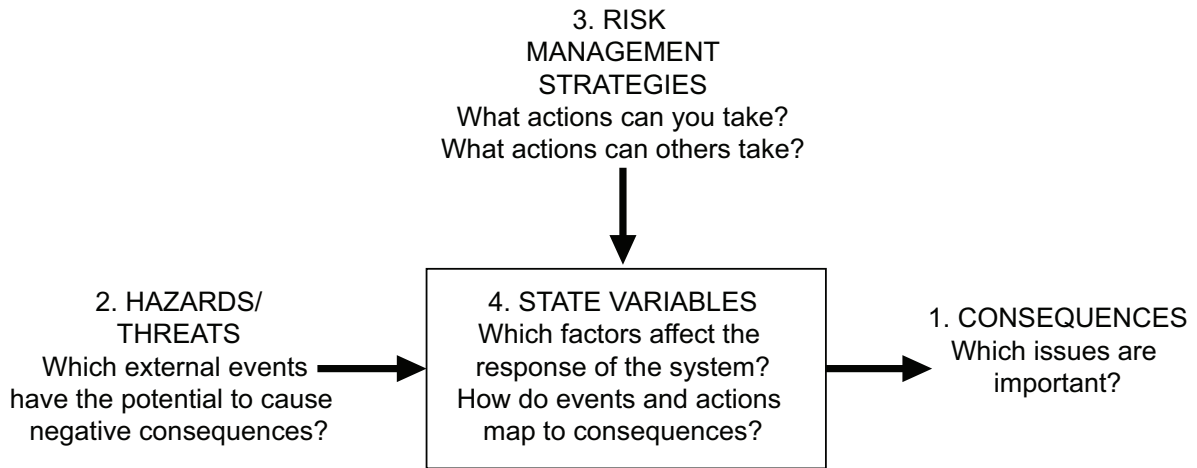 3. RISK
MANAGEMENT
STRATEGIES
What actions can you take?
What actions can others take?
2. HAZARDS/
THREATS
Which external events
have the potential to cause
negative consequences?
4. STATE VARIABLES
Which factors affect the
response of the system?
How do events and actions
map to consequences?
1. CONSEQUENCES
Which issues are
important?